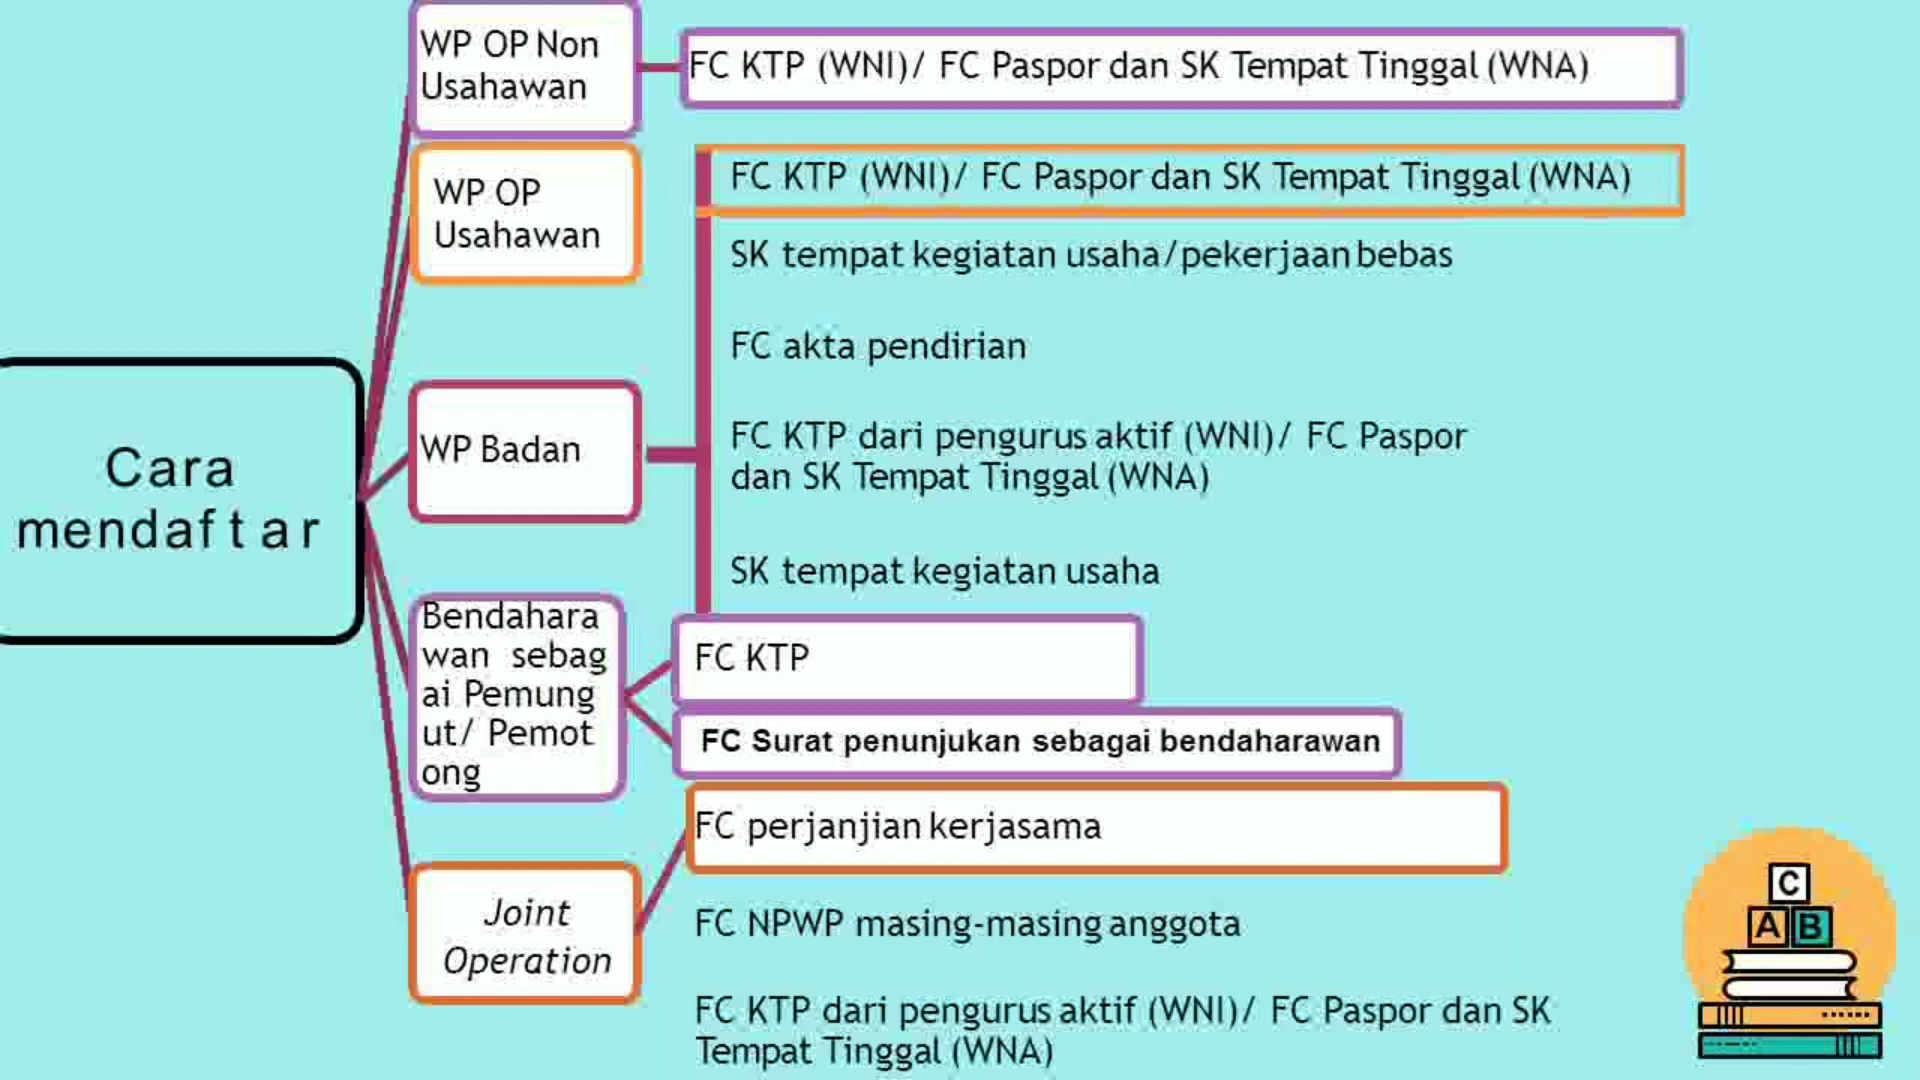 Cara
mendaftar
WP OP Non
Usahawan
FC KTP (WNI)/ FC Paspor dan SK Tempat Tinggal (WNA)
WP OP
Usahawan
FC KTP (WNI)/ FC Paspor dan SK Tempat Tinggal (WNA)
SK tempat kegiatan usaha/pekerjaan bebas
WP Badan
FC akta pendirian
FC KTP dari pengurus aktif (WNI)/ FC Paspor
dan SK Tempat Tinggal (WNA)
SK tempat kegiatan usaha
Bendahara
wan sebag
ai Pemung
ut/ Pemot
ong
FC KTP
FC Surat penunjukan sebagai bendaharawan
Joint
Operation
FC perjanjian kerjasama
FC NPWP masing-masing anggota
FC KTP dari pengurus aktif (WNI)/ FC Paspor dan SK
Tempat Tinggal (WNA)
C
A B